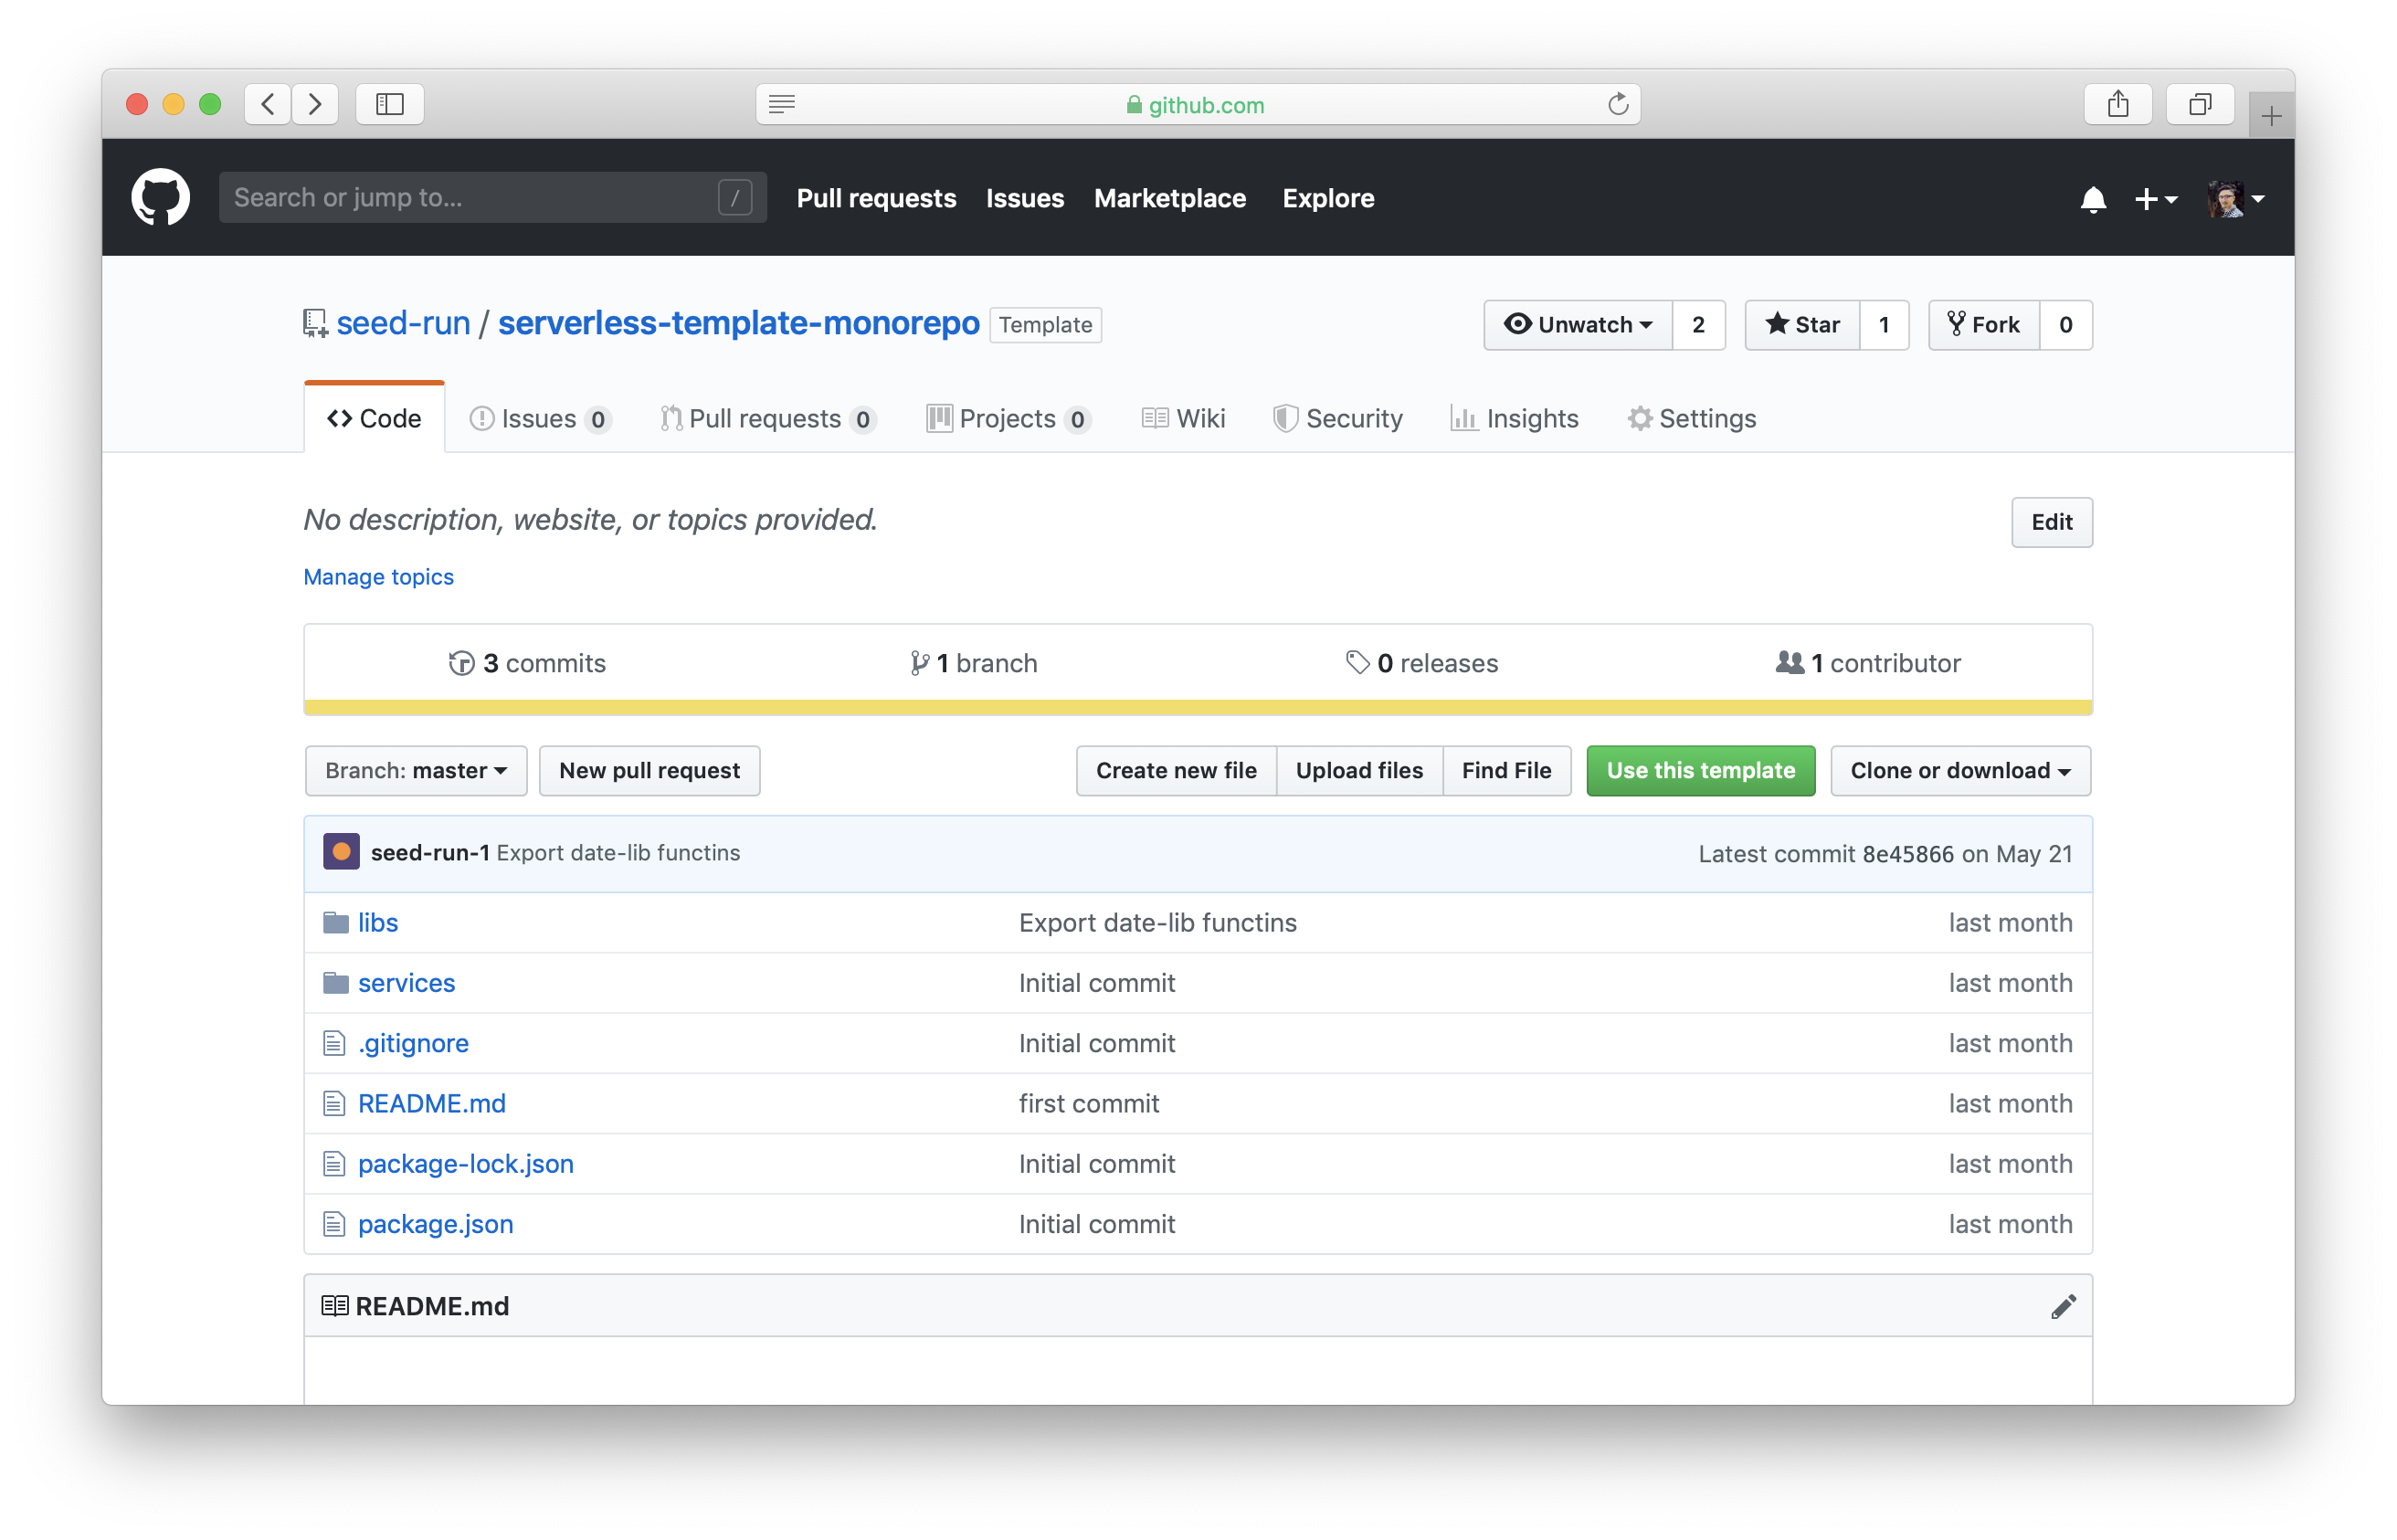 github.com
Search or jump to... / Pull requests Issues Marketplace Explore
seed-run / serverless-template-monorepo Template Unwatch 2 Star 1 Fork 0
Code Issues 0 Pull requests 0 Projects 0 Wiki Security Insights Settings
No description, website, or topics provided. Edit
Manage topics
3 commits 1 branch 0 releases 1 contributor
Branch: master New pull request Create new file Upload files Find File Use this template Clone or download
seed-run-1 Export date-lib functins Latest commit 8e45866 on May 21
libs Export date-lib functins last month
services Initial commit last month
.gitignore Initial commit last month
README.md first commit last month
package-lock.json Initial commit last month
package.json Initial commit last month
README.md